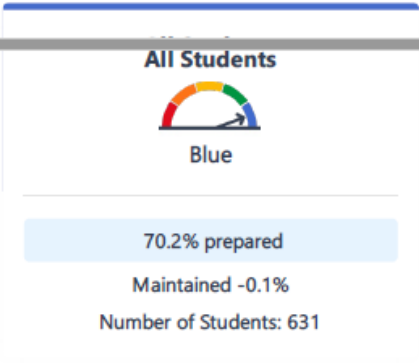 All Students
Blue
70.2% prepared
Maintained -0.1%
Number of Students: 631